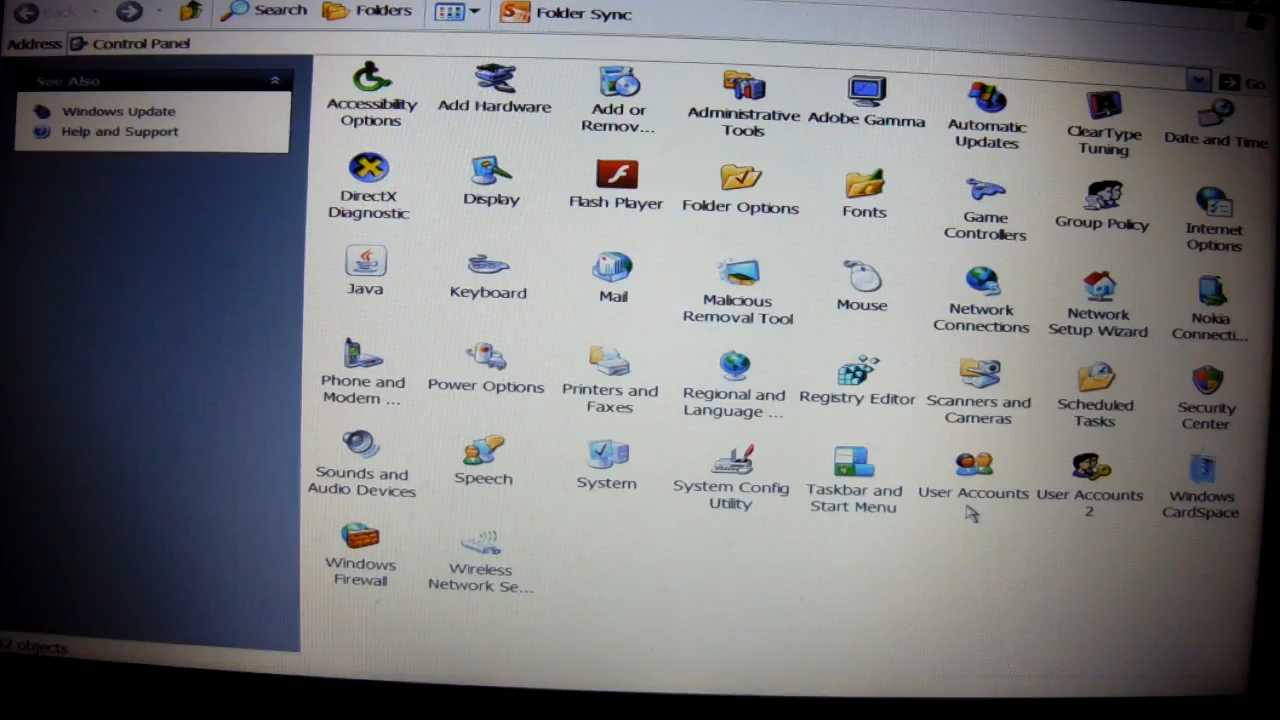 Back
Search
Folders
Folder Sync
Address
Control Panel
Go
See Also
Windows Update
Help and Support
Accessibility
Options
Add Hardware
Add or
Remov...
Administrative
Tools
Adobe Gamma
Automatic
Updates
ClearType
Tuning
Date and Time
DirectX
Diagnostic
Display
Flash Player
Folder Options
Fonts
Game
Controllers
Group Policy
Internet
Options
Java
Keyboard
Mail
Malicious
Removal Tool
Mouse
Network
Connections
Network
Setup Wizard
Nokia
Connecti...
Phone and
Modem ...
Power Options
Printers and
Faxes
Regional and
Language ...
Registry Editor
Scanners and
Cameras
Scheduled
Tasks
Security
Center
Sounds and
Audio Devices
Speech
System
System Config
Utility
Taskbar and
Start Menu
User Accounts
User Accounts
2
Windows
CardSpace
Windows
Firewall
Wireless
Network Se...
objects